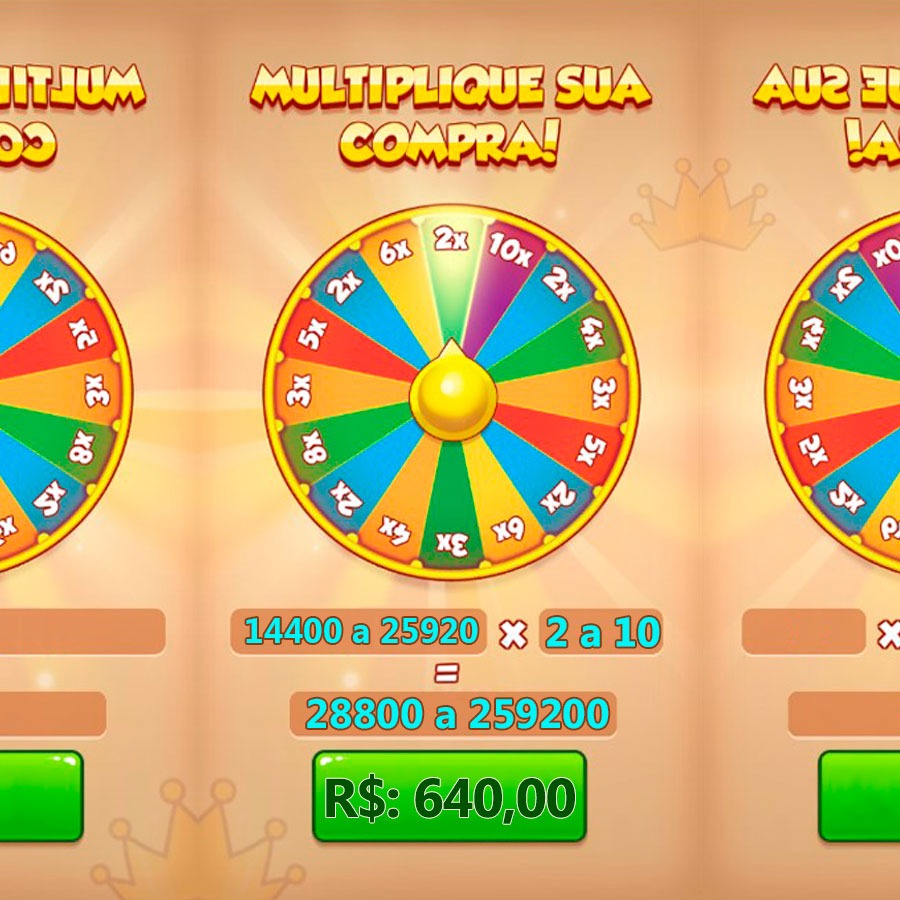 MULTIPLIQUE SUA
COMPRA!
2x
10x
2x
4x
3x
5x
2x
6x
3x
4x
2x
8x
3x
5x
2x
6x
14400 a 25920 x 2 a 10
=
28800 a 259200
R$: 640,00